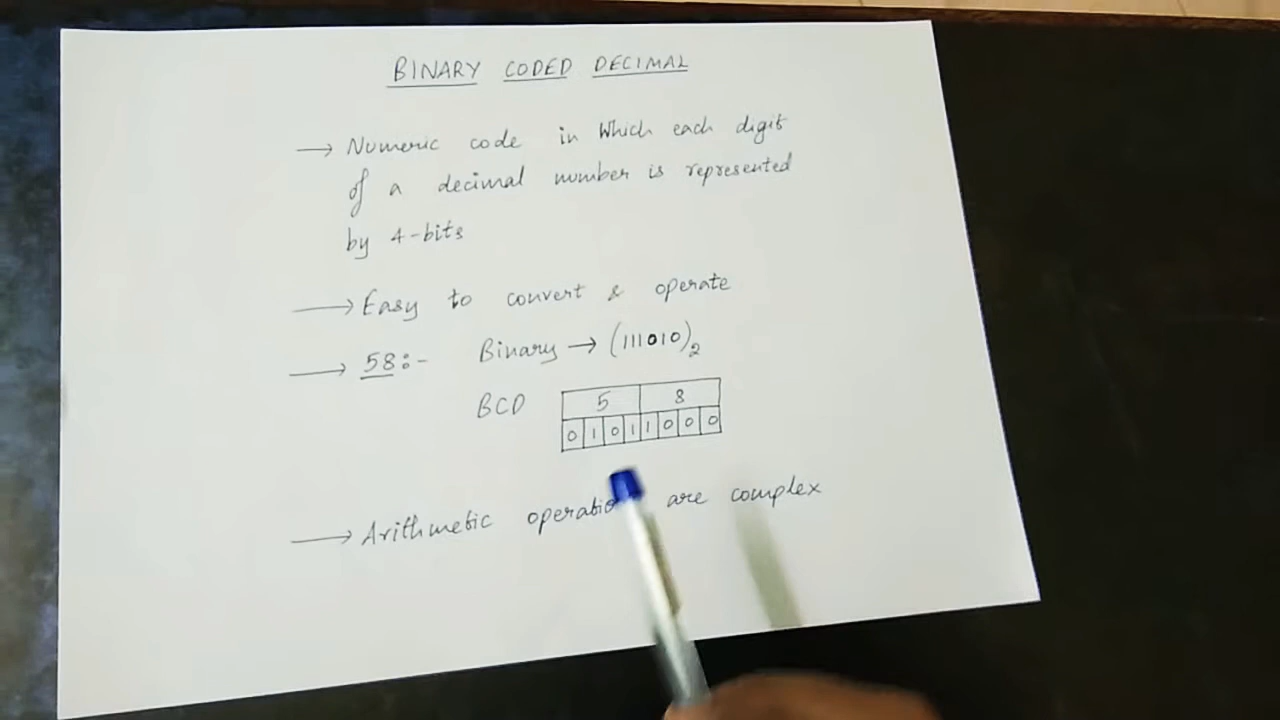 BINARY CODED DECIMAL
→ Numeric code in Which each digit
of a decimal number is represented
by 4-bits
→ Easy to convert & operate
→ 58:- Binary → (111010)2
BCD 5 8
0 1 0 1 1 0 0 0
→ Arithmetic are complex